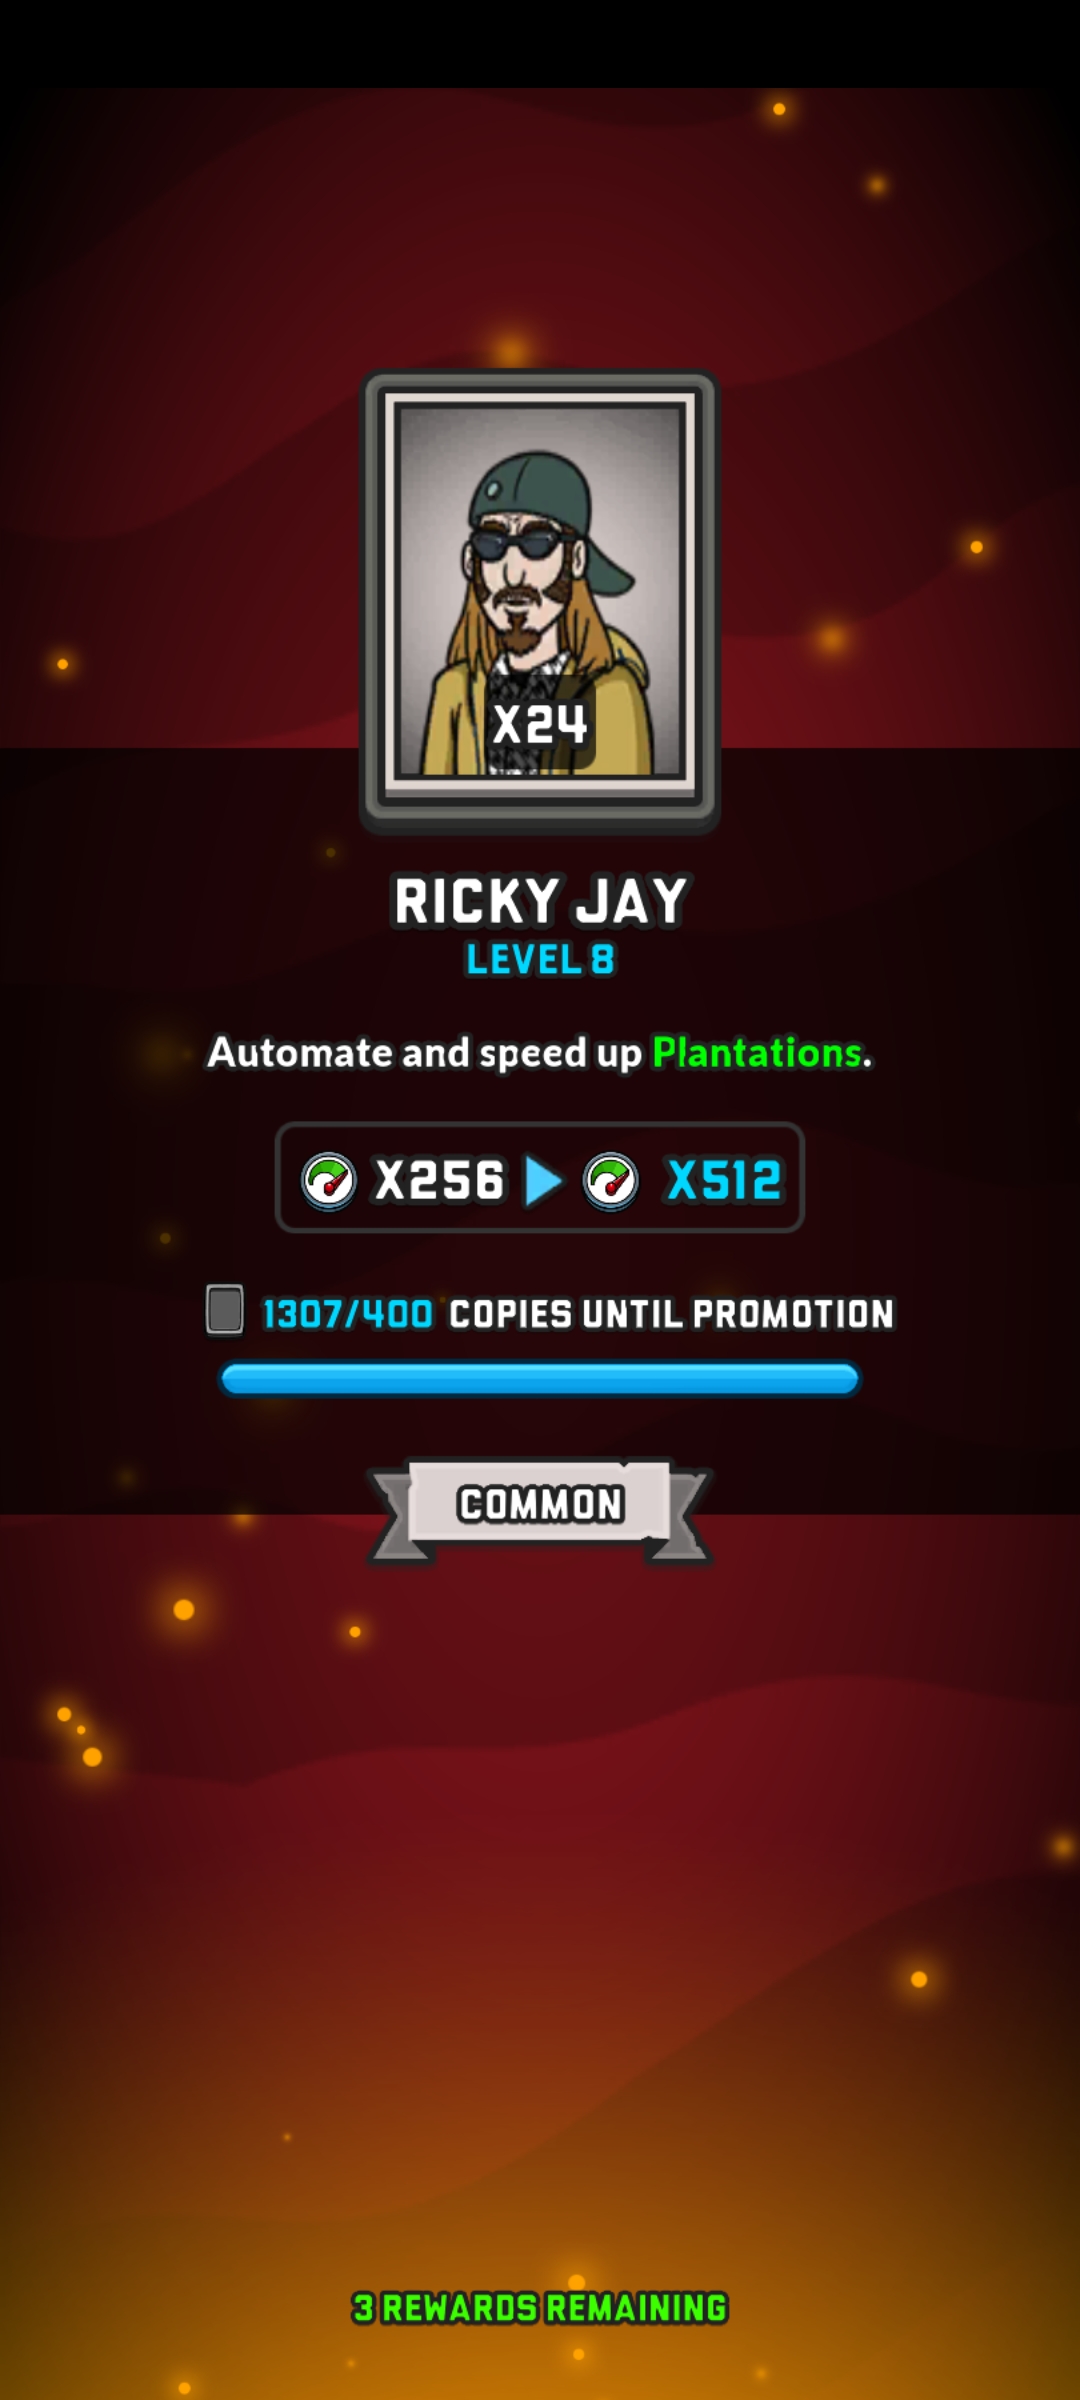 X24
RICKY JAY
LEVEL 8
Automate and speed up Plantations.
X256 X512
1307/400 COPIES UNTIL PROMOTION
COMMON
3 REWARDS REMAINING